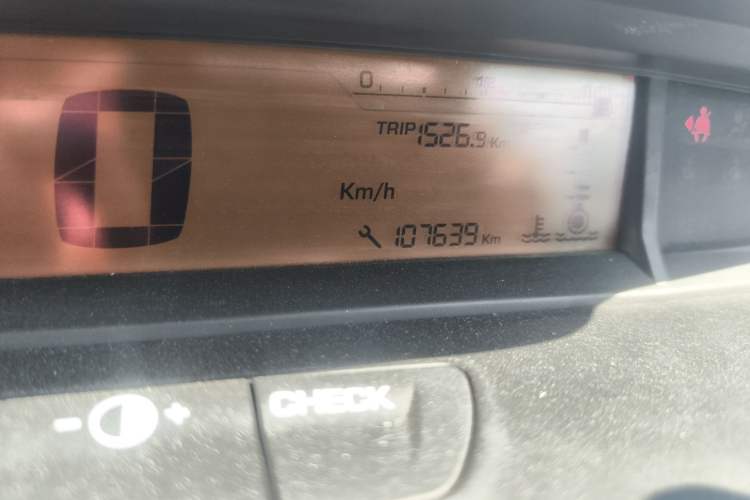 0
TRIP 1526.9 Km
0
Km/h
107639 Km
- +
CHECK